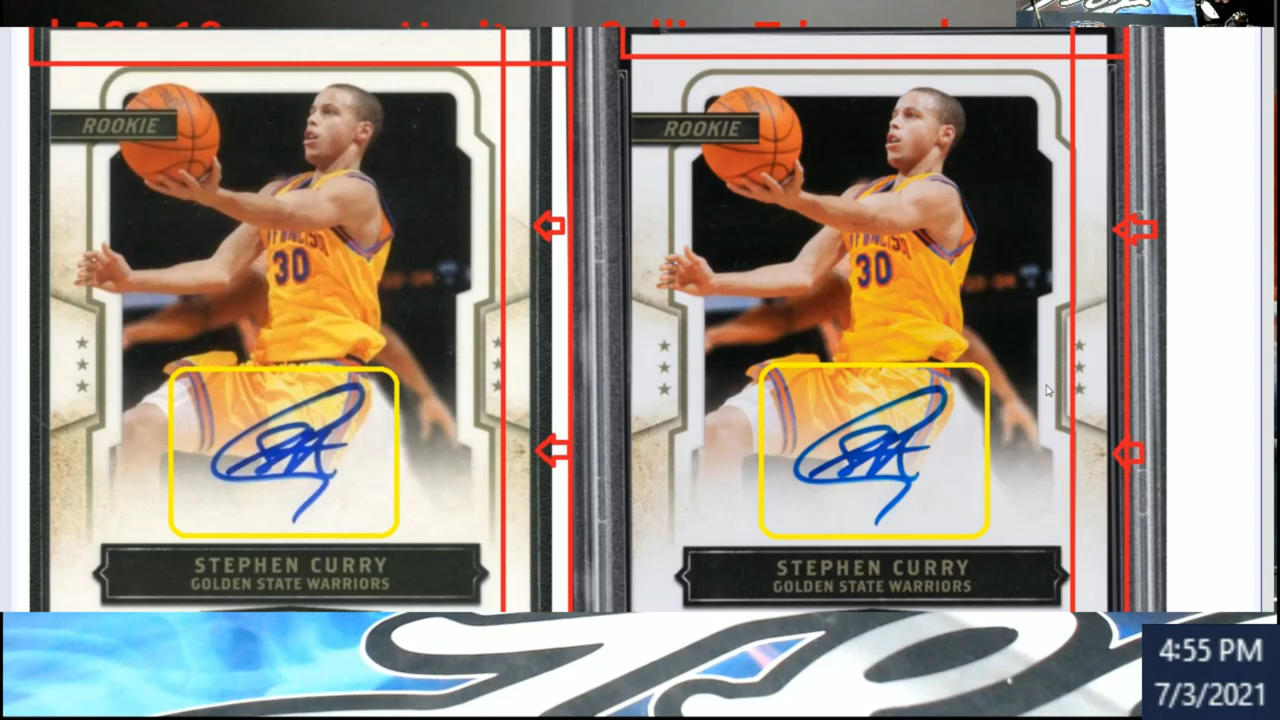 ROOKIE
30
STEPHEN CURRY
GOLDEN STATE WARRIORS
ROOKIE
30
STEPHEN CURRY
GOLDEN STATE WARRIORS
4:55 PM
7/3/2021